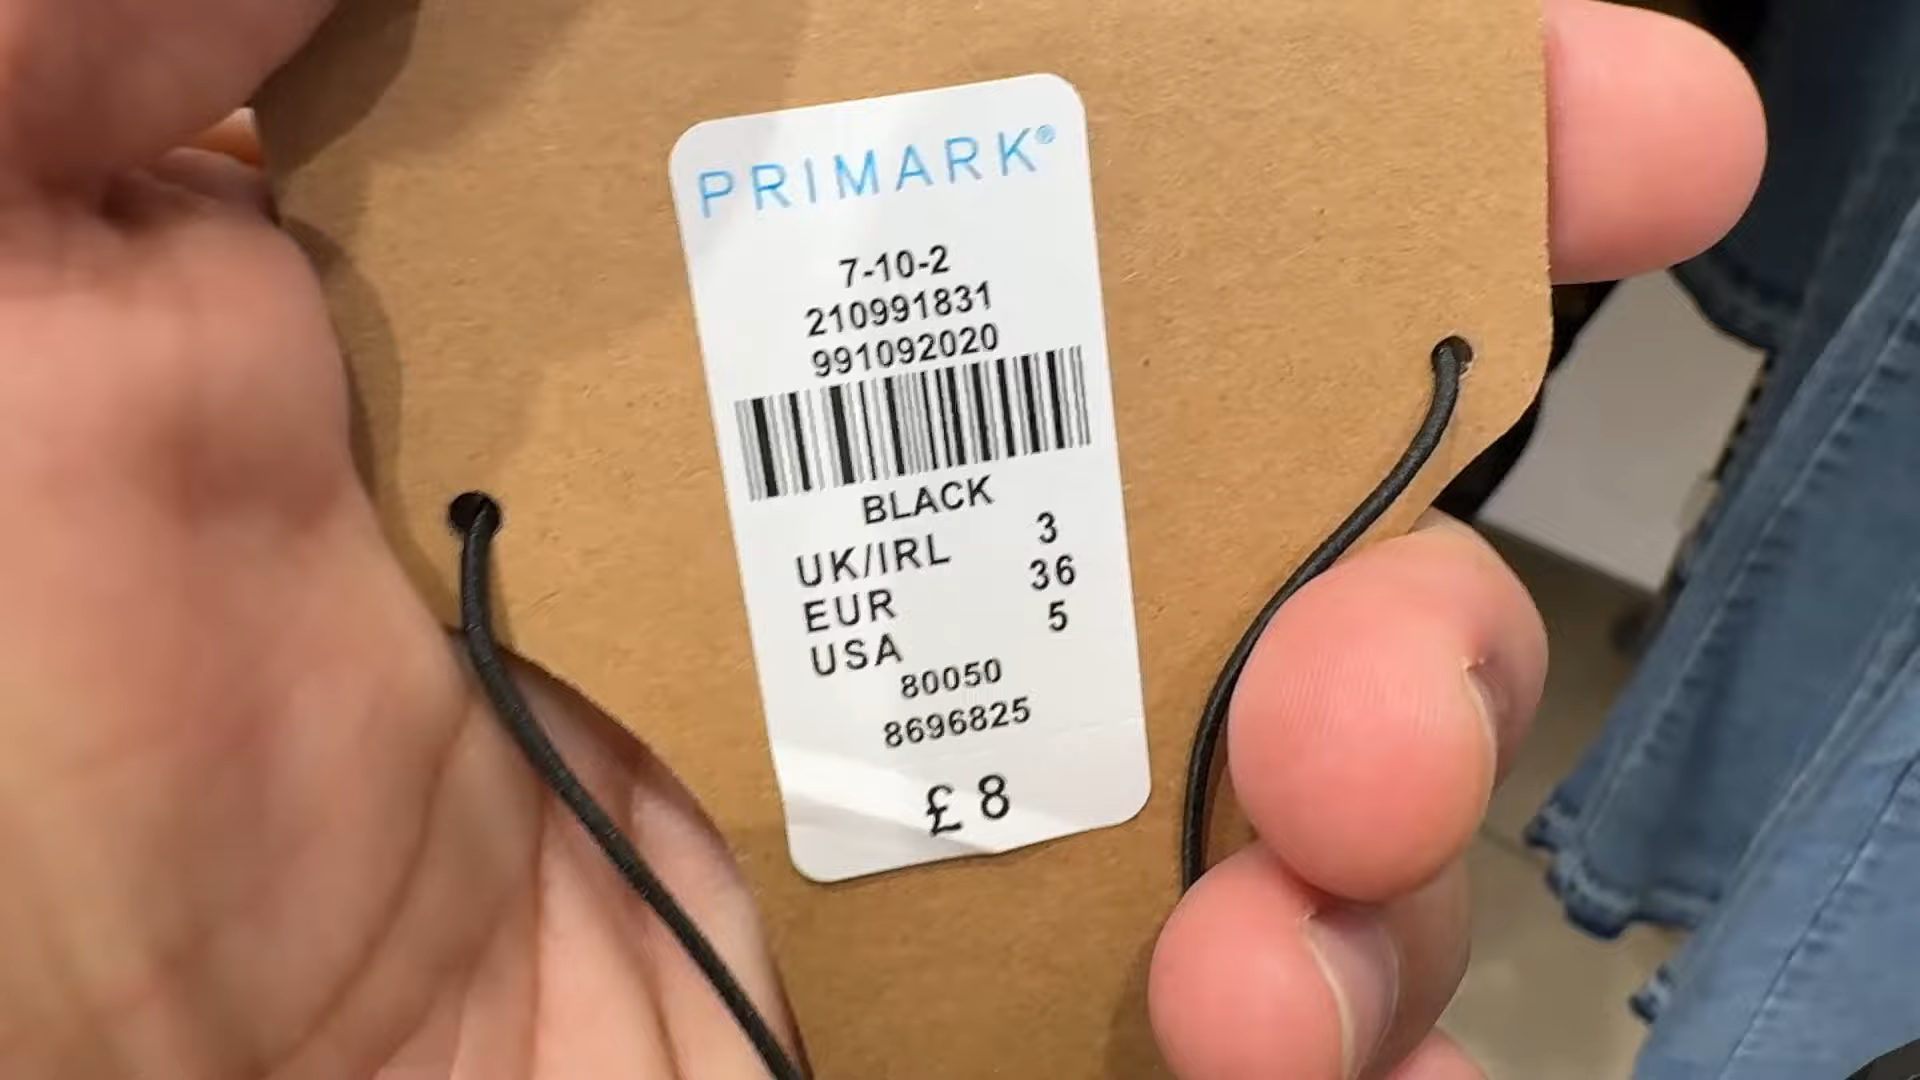 PRIMARK®
7-10-2
210991831
991092020
BLACK
UK/IRL 3
EUR 36
USA 5
80050
8696825
£ 8